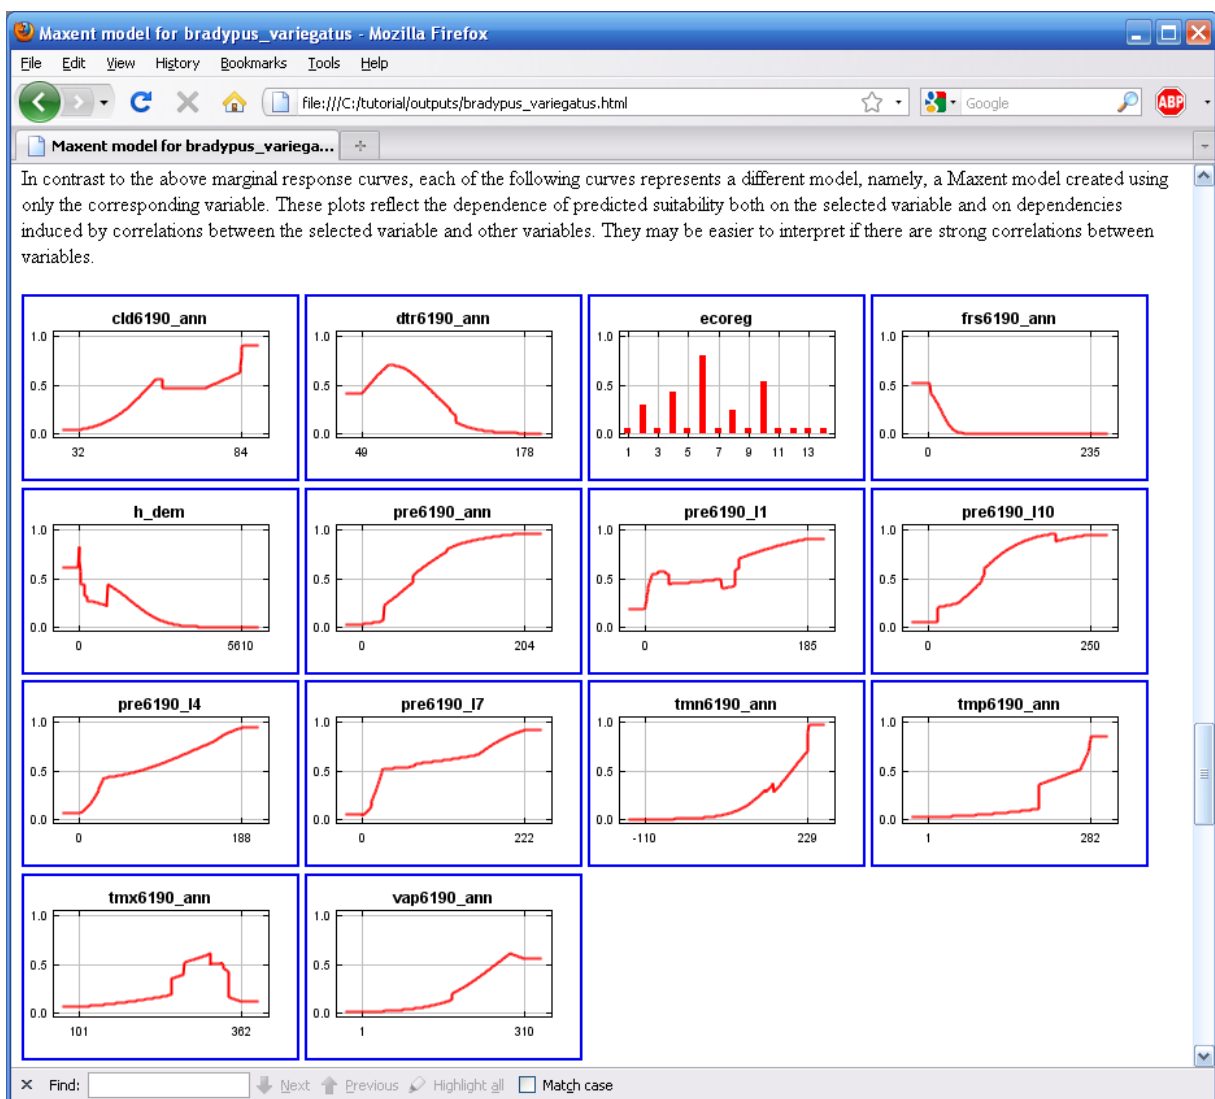 Maxent model for bradypus_variegatus - Mozilla Firefox
File Edit View History Bookmarks Tools Help
file:///C:/tutorial/outputs/bradypus_variegatus.html Google ABP
Maxent model for bradypus_variega...
In contrast to the above marginal response curves, each of the following curves represents a different model, namely, a Maxent model created using
only the corresponding variable. These plots reflect the dependence of predicted suitability both on the selected variable and on dependencies
induced by correlations between the selected variable and other variables. They may be easier to interpret if there are strong correlations between
variables.
cld6190_ann dtr6190_ann ecoreg frs6190_ann
1.0 1.0 1.0 1.0
0.5 0.5 0.5 0.5
0.0 0.0 0.0 0.0
32 84 49 178 1 3 5 7 9 11 13 0 235
h_dem pre6190_ann pre6190_l1 pre6190_l10
1.0 1.0 1.0 1.0
0.5 0.5 0.5 0.5
0.0 0.0 0.0 0.0
0 5610 0 204 0 185 0 250
pre6190_l4 pre6190_l7 tmn6190_ann tmp6190_ann
1.0 1.0 1.0 1.0
0.5 0.5 0.5 0.5
0.0 0.0 0.0 0.0
0 188 0 222 -110 229 1 282
tmx6190_ann vap6190_ann
1.0 1.0
0.5 0.5
0.0 0.0
101 362 1 310
Find: Next Previous Highlight all Match case